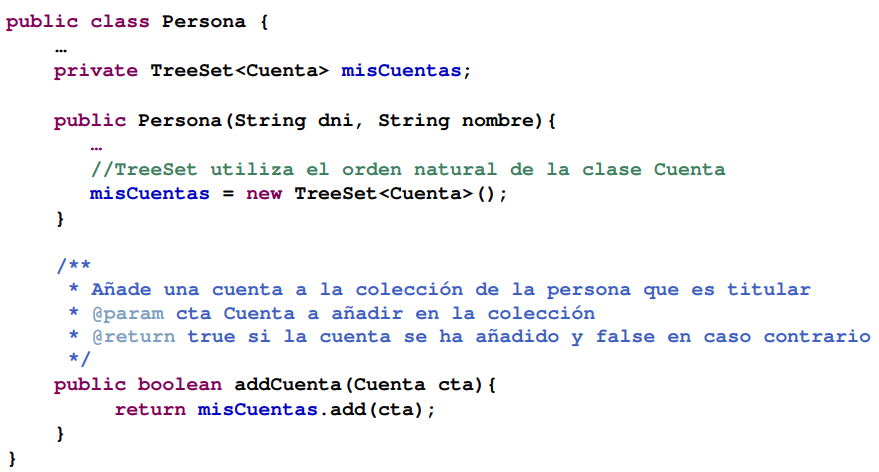 public class Persona {
…
private TreeSet<Cuenta> misCuentas;
public Persona(String dni, String nombre){
…
//TreeSet utiliza el orden natural de la clase Cuenta
misCuentas = new TreeSet<Cuenta>();
}
/**
* Añade una cuenta a la colección de la persona que es titular
* @param cta Cuenta a añadir en la colección
* @return true si la cuenta se ha añadido y false en caso contrario
*/
public boolean addCuenta(Cuenta cta){
return misCuentas.add(cta);
}
}